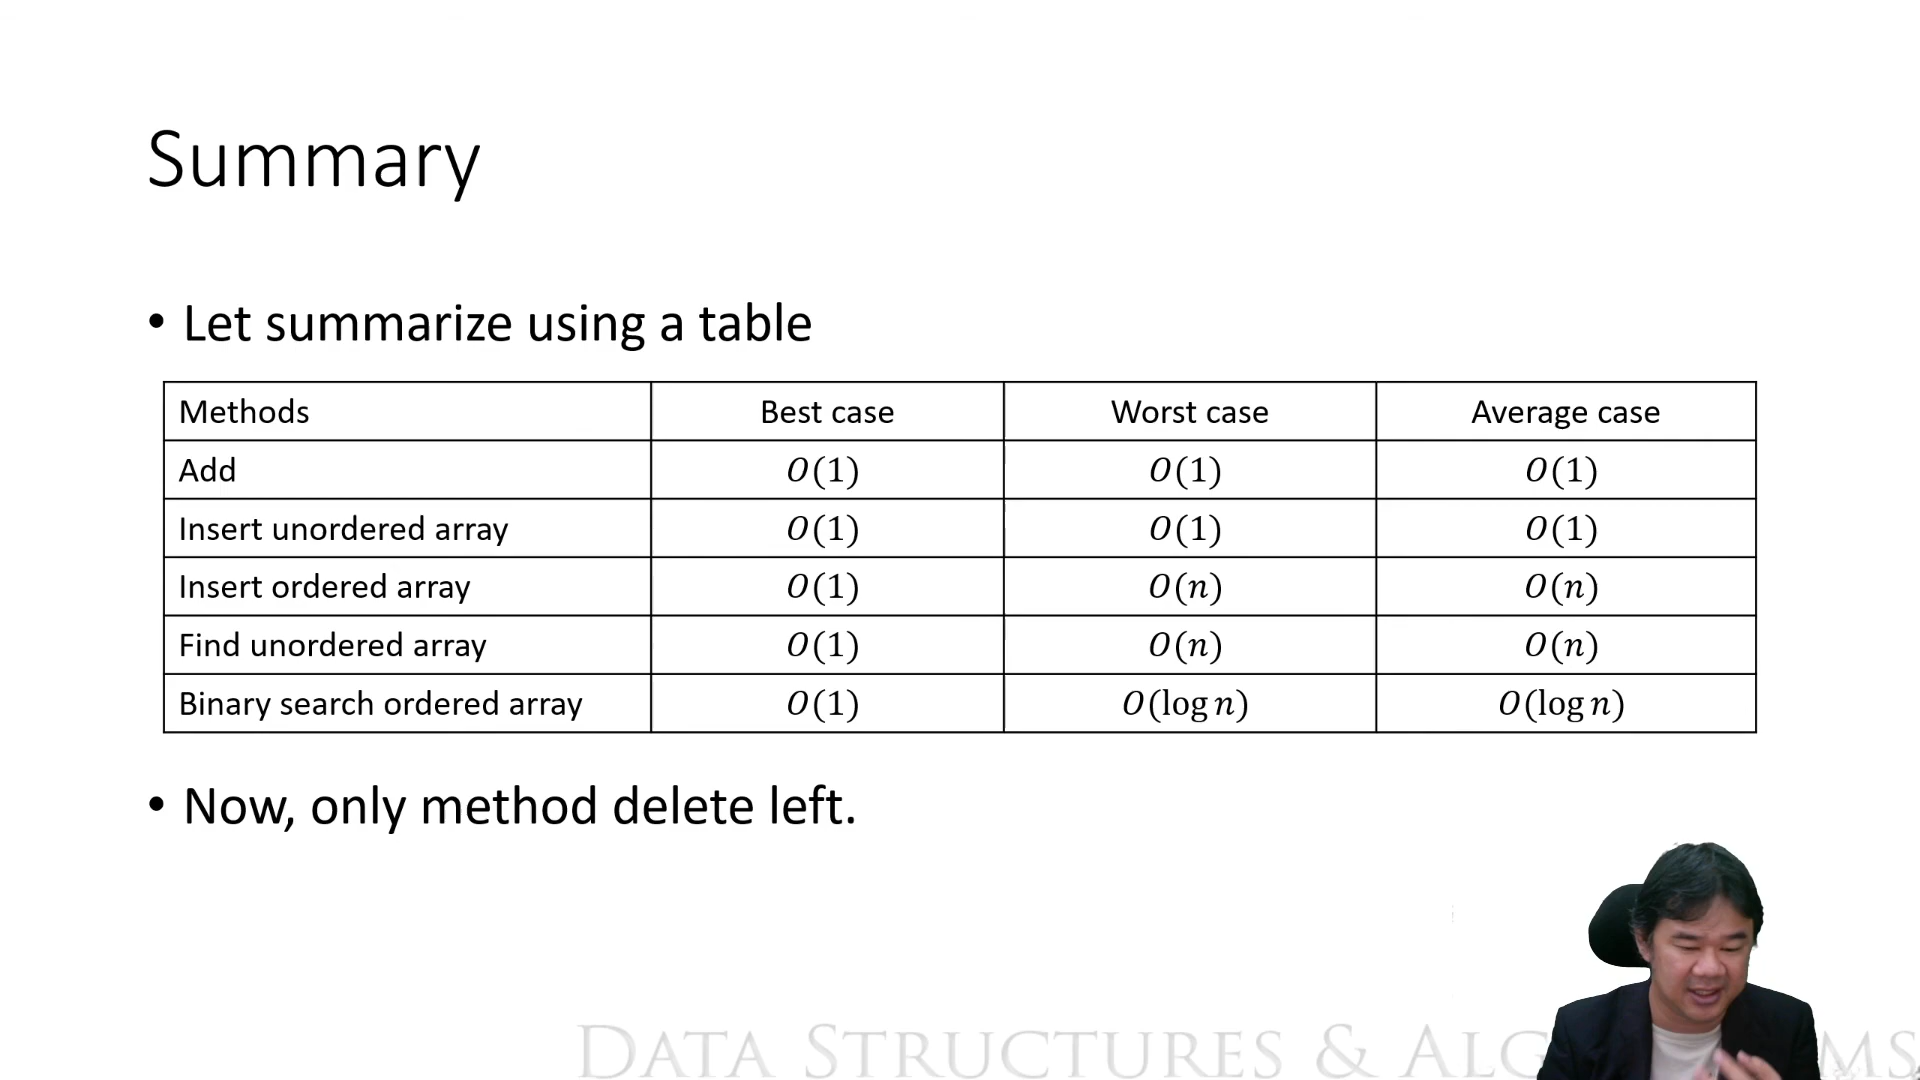 Summary
• Let summarize using a table
Methods Best case Worst case Average case
Add O(1) O(1) O(1)
Insert unordered array O(1) O(1) O(1)
Insert ordered array O(1) O(n) O(n)
Find unordered array O(1) O(n) O(n)
Binary search ordered array O(1) O(log n) O(log n)
• Now, only method delete left.
DATA STRUCTURES & ALG MS